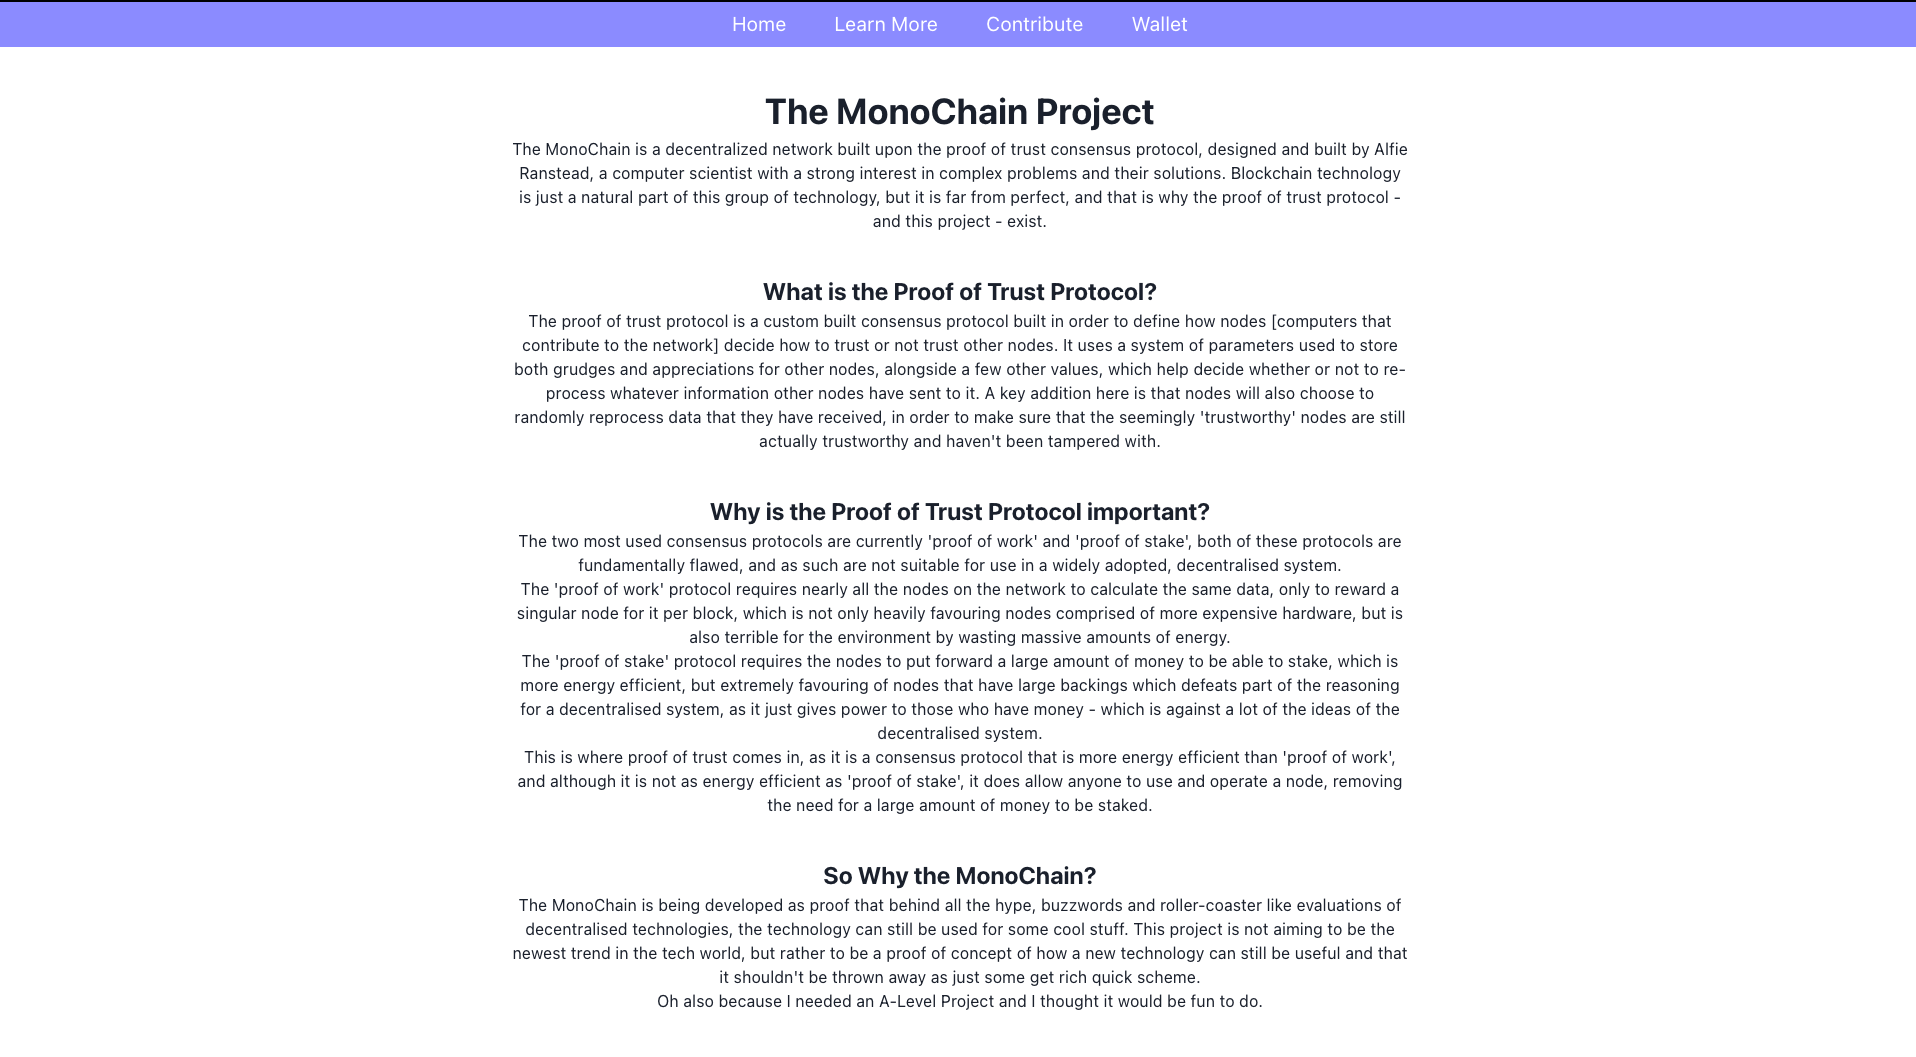 Home Learn More Contribute Wallet
The MonoChain Project
The MonoChain is a decentralized network built upon the proof of trust consensus protocol, designed and built by Alfie
Ranstead, a computer scientist with a strong interest in complex problems and their solutions. Blockchain technology
is just a natural part of this group of technology, but it is far from perfect, and that is why the proof of trust protocol -
and this project - exist.
What is the Proof of Trust Protocol?
The proof of trust protocol is a custom built consensus protocol built in order to define how nodes [computers that
contribute to the network] decide how to trust or not trust other nodes. It uses a system of parameters used to store
both grudges and appreciations for other nodes, alongside a few other values, which help decide whether or not to re-
process whatever information other nodes have sent to it. A key addition here is that nodes will also choose to
randomly reprocess data that they have received, in order to make sure that the seemingly 'trustworthy' nodes are still
actually trustworthy and haven't been tampered with.
Why is the Proof of Trust Protocol important?
The two most used consensus protocols are currently 'proof of work' and 'proof of stake', both of these protocols are
fundamentally flawed, and as such are not suitable for use in a widely adopted, decentralised system.
The 'proof of work' protocol requires nearly all the nodes on the network to calculate the same data, only to reward a
singular node for it per block, which is not only heavily favouring nodes comprised of more expensive hardware, but is
also terrible for the environment by wasting massive amounts of energy.
The 'proof of stake' protocol requires the nodes to put forward a large amount of money to be able to stake, which is
more energy efficient, but extremely favouring of nodes that have large backings which defeats part of the reasoning
for a decentralised system, as it just gives power to those who have money - which is against a lot of the ideas of the
decentralised system.
This is where proof of trust comes in, as it is a consensus protocol that is more energy efficient than 'proof of work',
and although it is not as energy efficient as 'proof of stake', it does allow anyone to use and operate a node, removing
the need for a large amount of money to be staked.
So Why the MonoChain?
The MonoChain is being developed as proof that behind all the hype, buzzwords and roller-coaster like evaluations of
decentralised technologies, the technology can still be used for some cool stuff. This project is not aiming to be the
newest trend in the tech world, but rather to be a proof of concept of how a new technology can still be useful and that
it shouldn't be thrown away as just some get rich quick scheme.
Oh also because I needed an A-Level Project and I thought it would be fun to do.